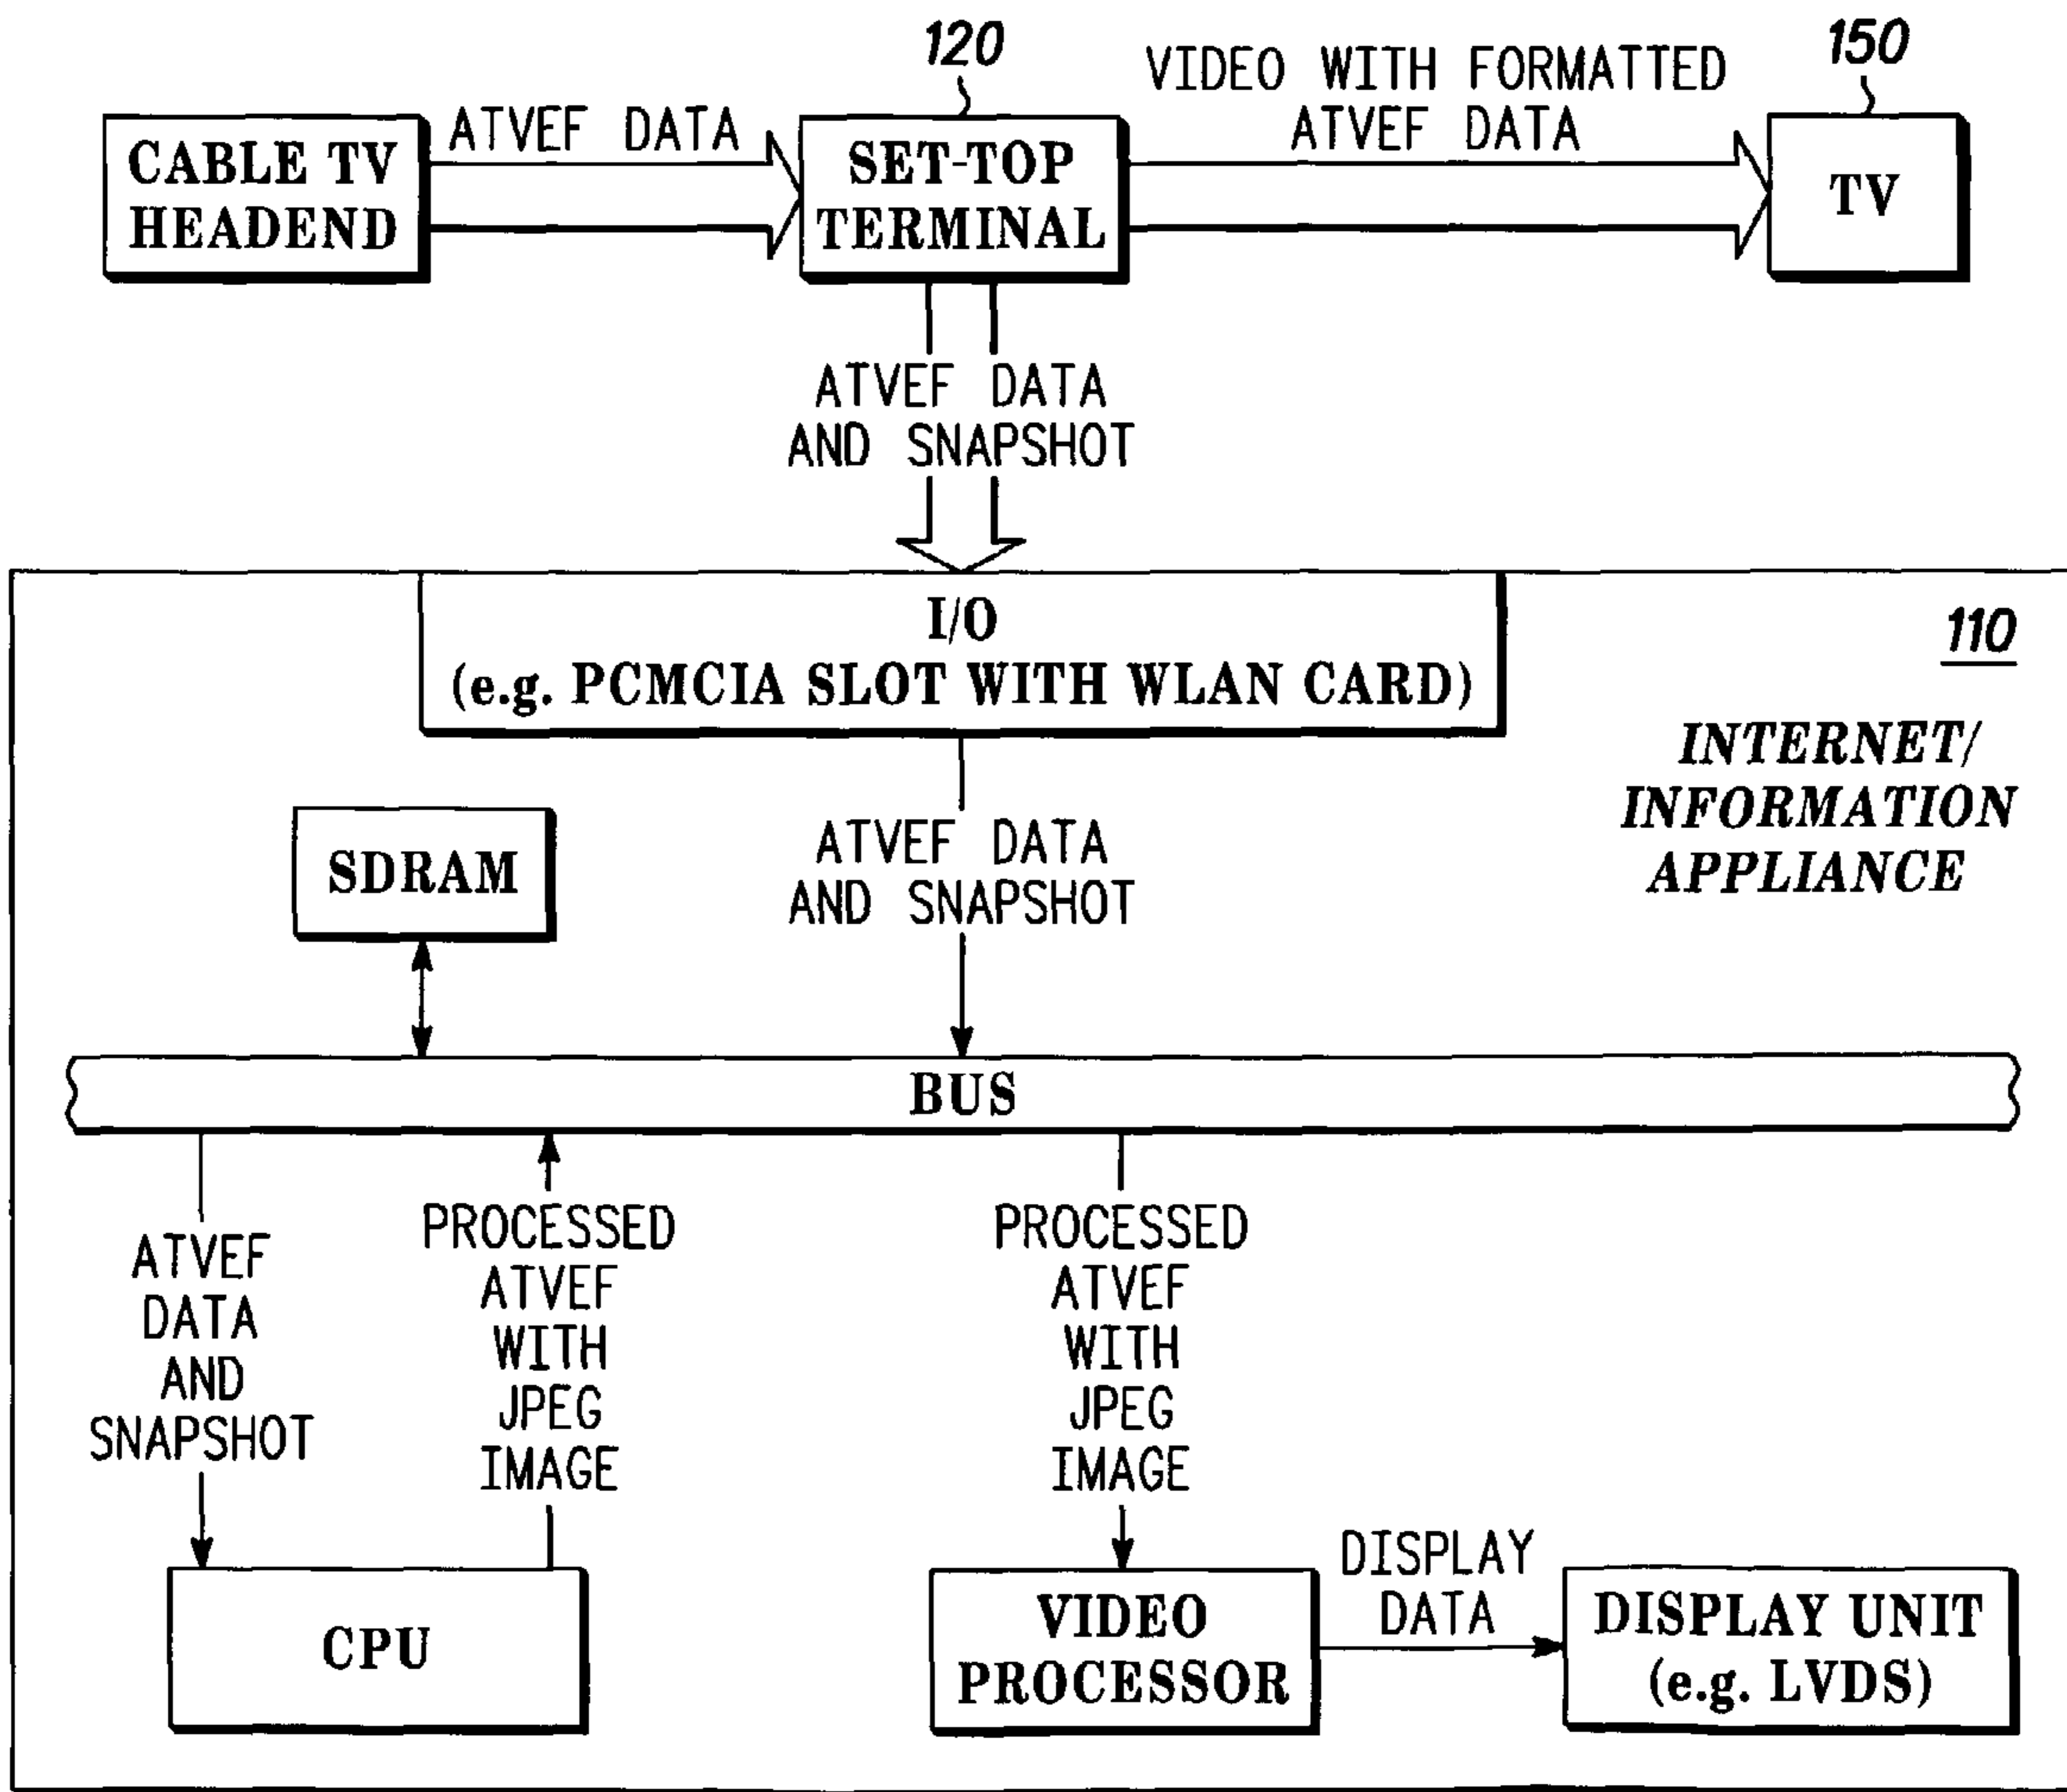 120
150
VIDEO WITH FORMATTED
ATVEF DATA
ATVEF DATA
CABLE TV
HEADEND
SET-TOP
TERMINAL
TV
ATVEF DATA
AND SNAPSHOT
I/O
(e.g. PCMCIA SLOT WITH WLAN CARD)
110
INTERNET/
INFORMATION
APPLIANCE
SDRAM
ATVEF DATA
AND SNAPSHOT
BUS
ATVEF
DATA
AND
SNAPSHOT
PROCESSED
ATVEF
WITH
JPEG
IMAGE
PROCESSED
ATVEF
WITH
JPEG
IMAGE
CPU
VIDEO
PROCESSOR
DISPLAY
DATA
DISPLAY UNIT
(e.g. LVDS)